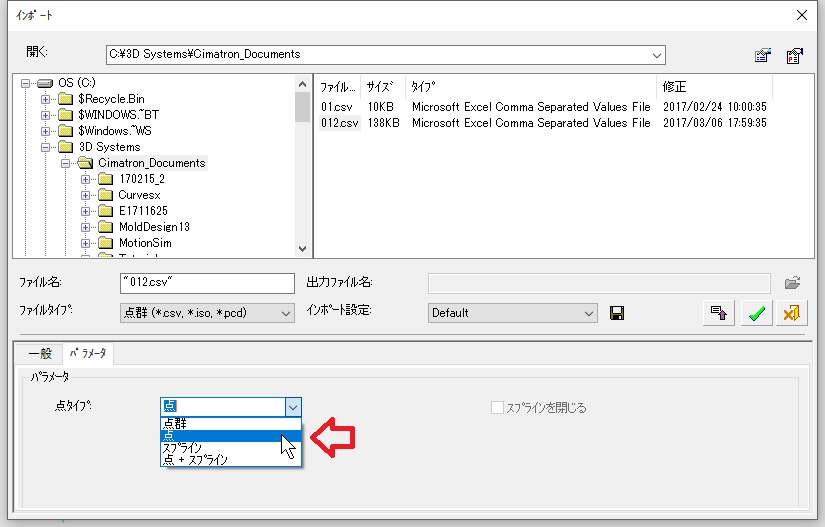 インポート
開く:
C:¥3D Systems¥Cimatron_Documents
OS (C:)
$Recycle.Bin
$WINDOWS.~BT
$Windows.~WS
3D Systems
Cimatron_Documents
170215_2
Curvesx
E1711625
MoldDesign13
MotionSim
ファイル... サイズ タイプ 修正
01.csv 10KB Microsoft Excel Comma Separated Values File 2017/02/24 10:00:35
012.csv 138KB Microsoft Excel Comma Separated Values File 2017/03/06 17:59:35
ファイル名: "012.csv" 出力ファイル名:
ファイルタイプ: 点群 (*.csv, *.iso, *.pcd) インポート設定: Default
一般 パラメータ
パラメータ
点タイプ: 点 スプラインを閉じる
点群
点
スプライン
点 + スプライン